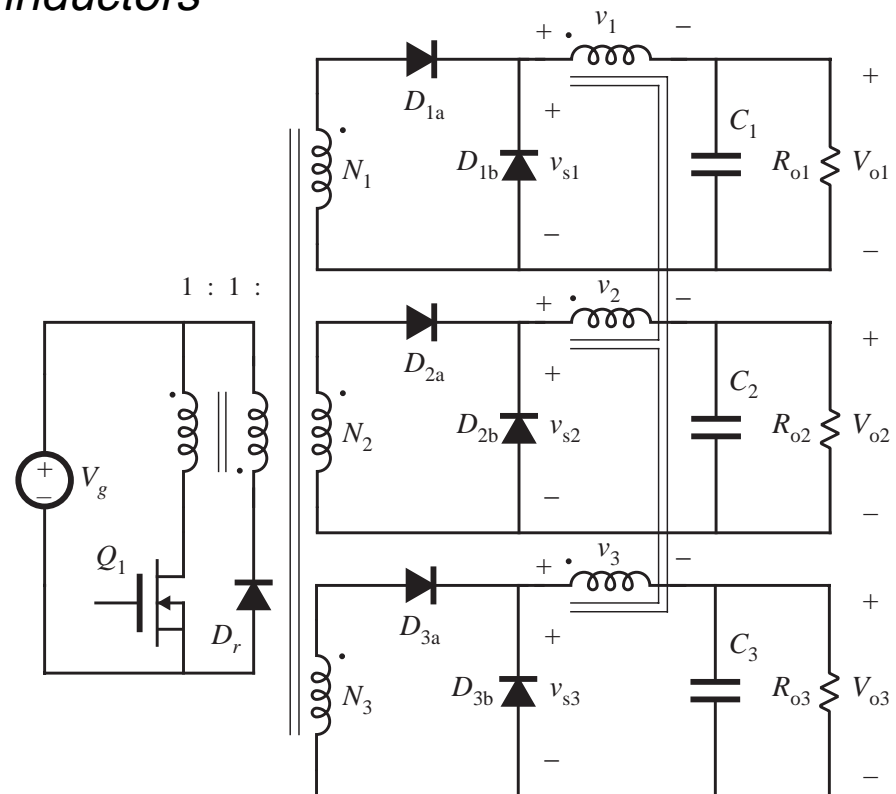 inductors
+ v1 −
D1a
+
+
C1
N1
D1b
vs1
Ro1
Vo1
−
−
1 : 1 :
+ v2 −
D2a
+
+
C2
N2
D2b
vs2
Ro2
Vo2
+
−
Vg
−
−
Q1
+ v3 −
Dr
D3a
+
+
C3
N3
D3b
vs3
Ro3
Vo3
−
−